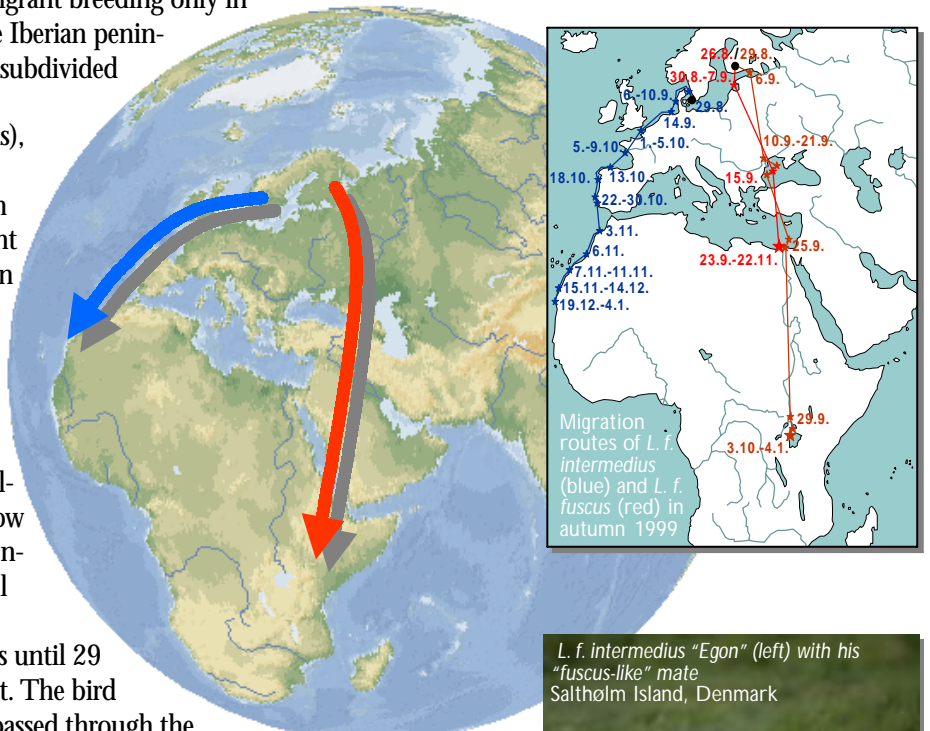 igrant breeding only in
e Iberian penin-
subdivided
s),
n
nt
n
l-
ow
n-
l
s until 29
t. The bird
passed through the
26.8./29.8.
30.8.-7.9.
6.9.
6.-10.9.
29.8.
14.9.
1.-5.10.
5.-9.10.
10.9.-21.9.
13.10.
18.10.
15.9.
22.-30.10.
3.11.
25.9.
6.11.
23.9.-22.11.
7.11.-11.11.
15.11.-14.12.
19.12.-4.1.
29.9.
3.10.-4.1.
Migration
routes of L. f.
intermedius
(blue) and L. f.
fuscus (red) in
autumn 1999
L. f. intermedius “Egon” (left) with his
“fuscus-like” mate
Salthølm Island, Denmark